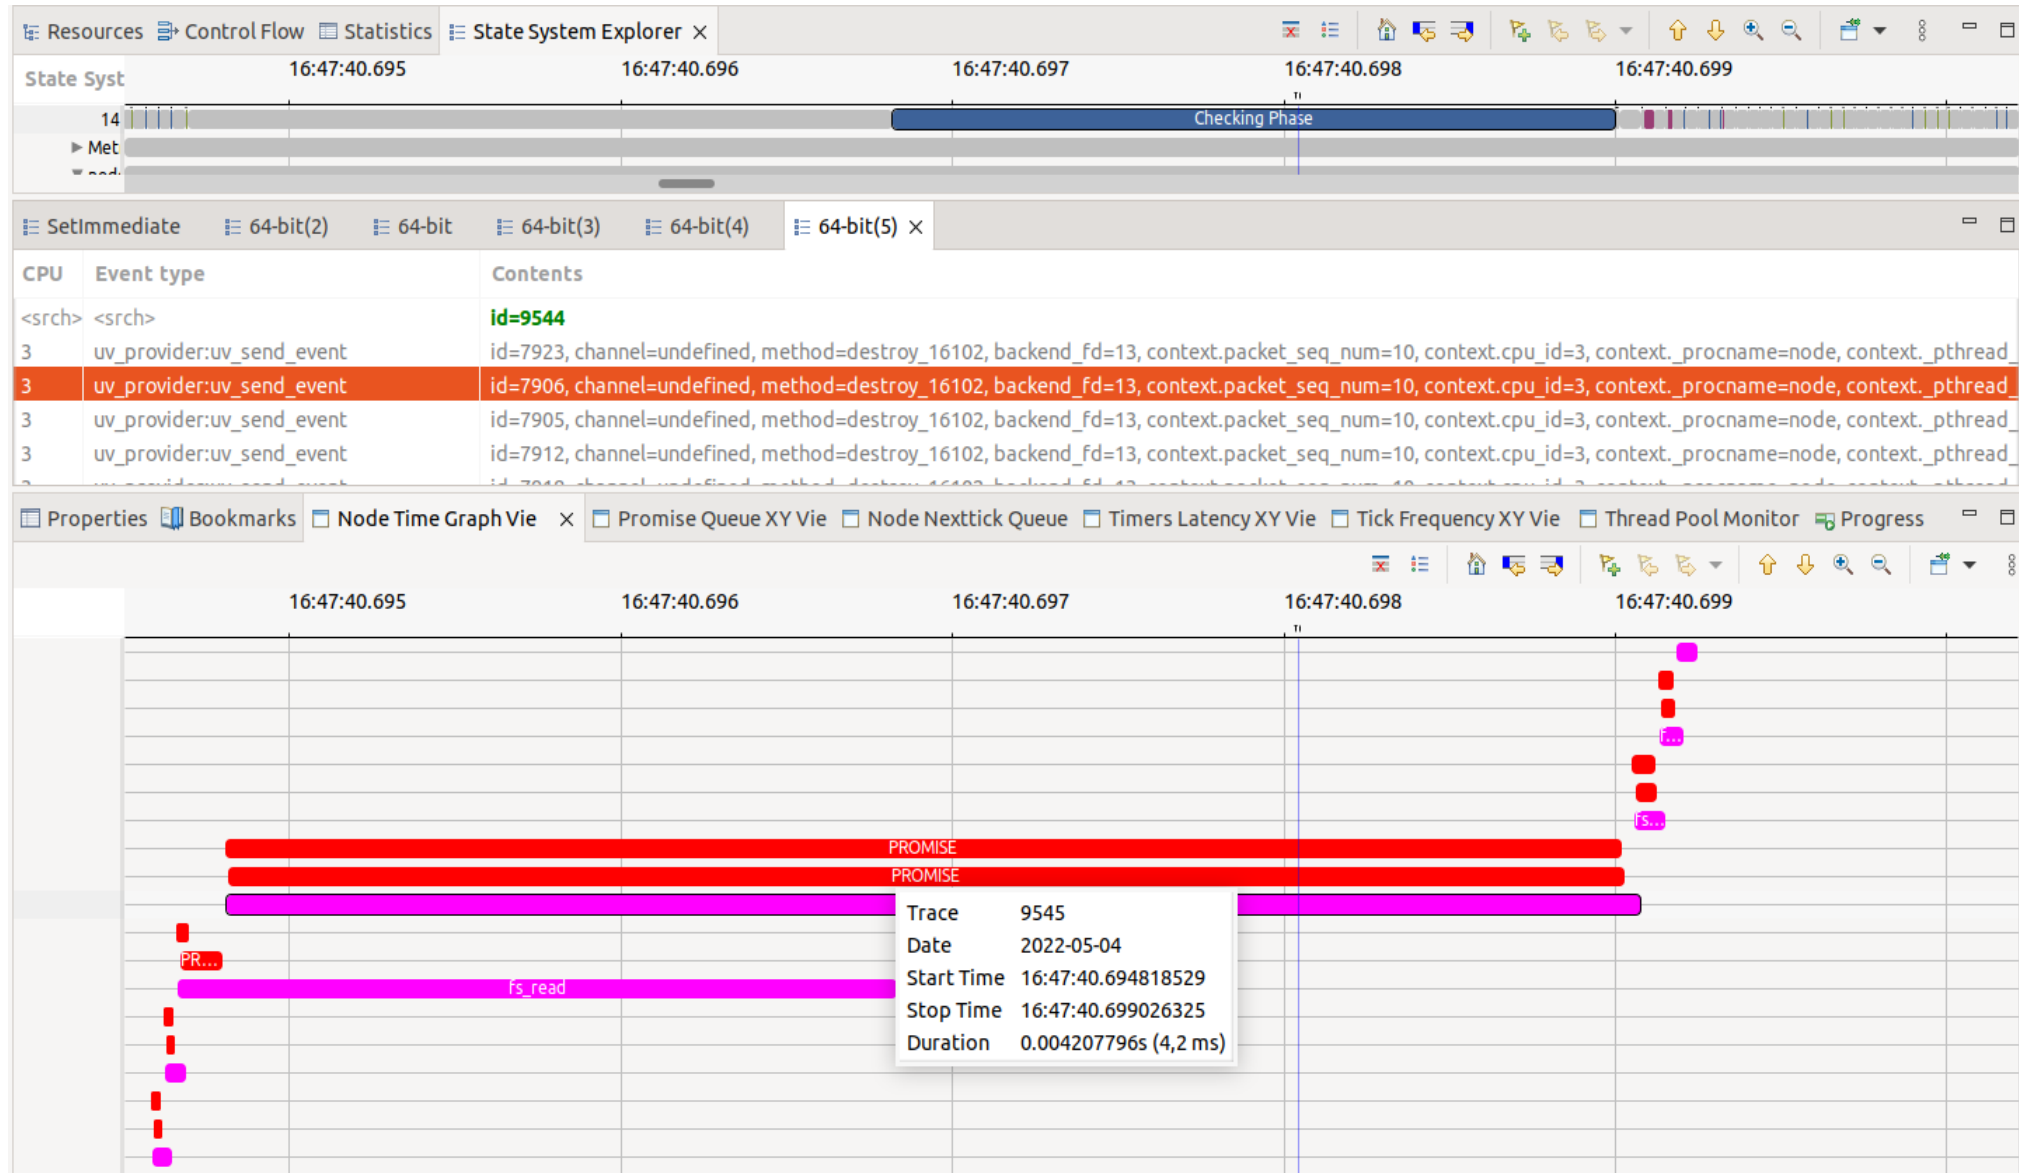 Resources Control Flow Statistics State System Explorer
State Syst 16:47:40.695 16:47:40.696 16:47:40.697 16:47:40.698 16:47:40.699
14 Checking Phase
Met
SetImmediate 64-bit(2) 64-bit 64-bit(3) 64-bit(4) 64-bit(5)
CPU Event type Contents
<srch> <srch> id=9544
3 uv_provider:uv_send_event id=7923, channel=undefined, method=destroy_16102, backend_fd=13, context.packet_seq_num=10, context.cpu_id=3, context._procname=node, context._pthread_
3 uv_provider:uv_send_event id=7906, channel=undefined, method=destroy_16102, backend_fd=13, context.packet_seq_num=10, context.cpu_id=3, context._procname=node, context._pthread_
3 uv_provider:uv_send_event id=7905, channel=undefined, method=destroy_16102, backend_fd=13, context.packet_seq_num=10, context.cpu_id=3, context._procname=node, context._pthread_
3 uv_provider:uv_send_event id=7912, channel=undefined, method=destroy_16102, backend_fd=13, context.packet_seq_num=10, context.cpu_id=3, context._procname=node, context._pthread_
Properties Bookmarks Node Time Graph Vie Promise Queue XY Vie Node Nexttick Queue Timers Latency XY Vie Tick Frequency XY Vie Thread Pool Monitor Progress
16:47:40.695 16:47:40.696 16:47:40.697 16:47:40.698 16:47:40.699
f...
fs...
PROMISE
PROMISE
Trace 9545
Date 2022-05-04
PR...
Start Time 16:47:40.694818529
fs_read
Stop Time 16:47:40.699026325
Duration 0.004207796s (4,2 ms)